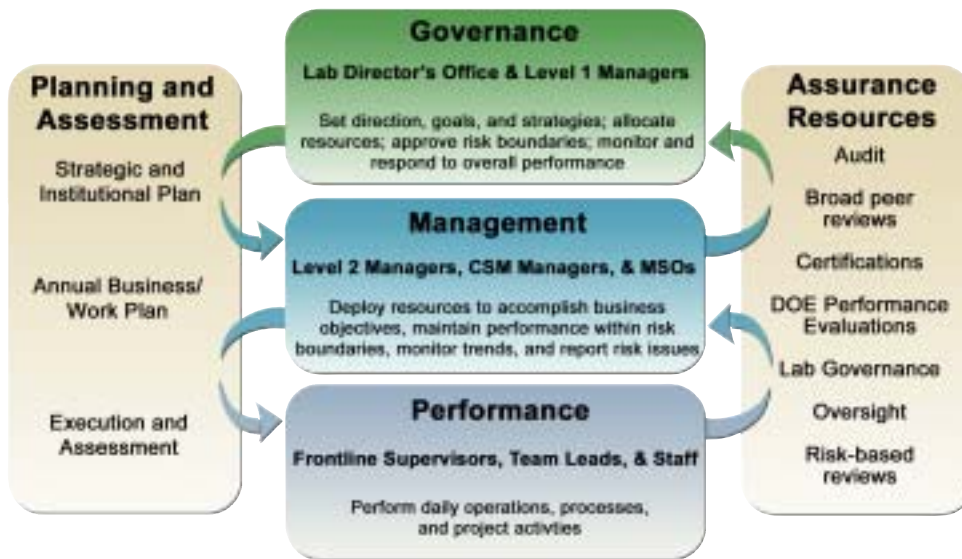 Planning and
Assessment
Strategic and
Institutional Plan
Annual Business/
Work Plan
Execution and
Assessment
Governance
Lab Director's Office & Level 1 Managers
Set direction, goals, and strategies; allocate
resources; approve risk boundaries; monitor and
respond to overall performance
Management
Level 2 Managers, CSM Managers, & MSOs
Deploy resources to accomplish business
objectives, maintain performance within risk
boundaries, monitor trends, and report risk issues
Performance
Frontline Supervisors, Team Leads, & Staff
Perform daily operations, processes,
and project activties
Assurance
Resources
Audit
Broad peer
reviews
Certifications
DOE Performance
Evaluations
Lab Governance
Oversight
Risk-based
reviews